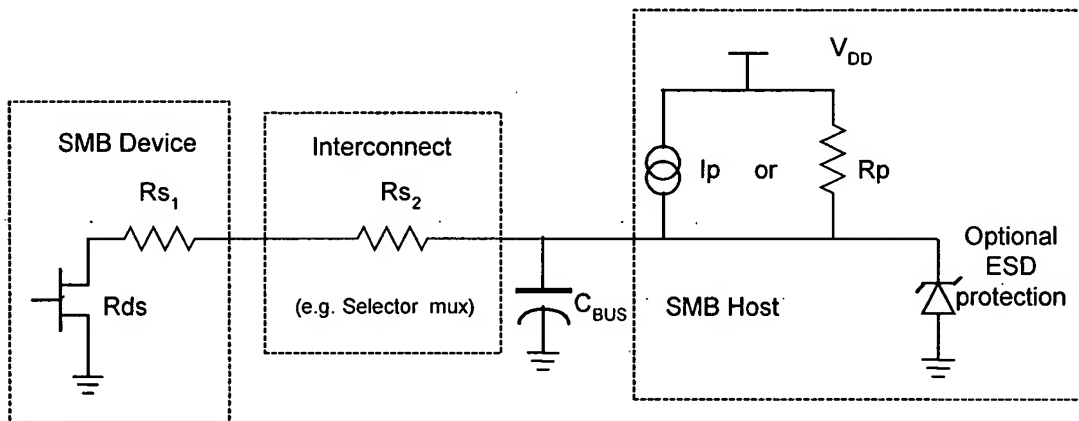 V_DD
SMB Device
Interconnect
Rs_1
Rs_2
Ip or Rp
Optional
ESD
protection
Rds
(e.g. Selector mux)
C_BUS
SMB Host